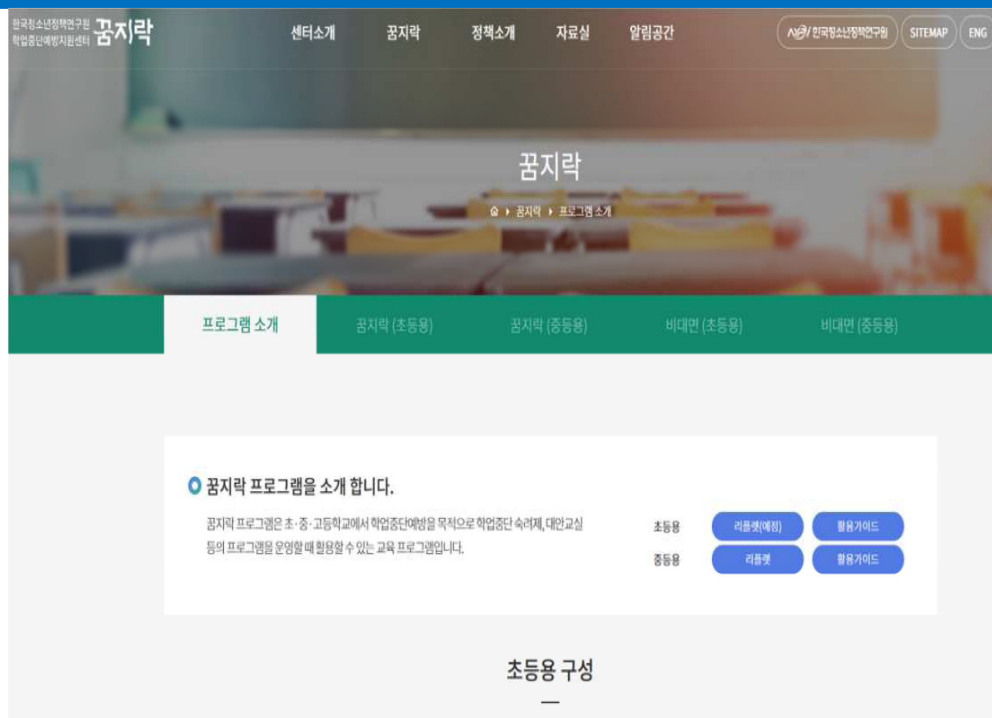 한국청소년정책연구원
학업중단예방지원센터 꿈지락
센터소개 꿈지락 정책소개 자료실 알림공간
한국청소년정책연구원 SITEMAP ENG
꿈지락
꿈지락 프로그램 소개
프로그램 소개 꿈지락 (초등용) 꿈지락 (중등용) 비대면 (초등용) 비대면 (중등용)
꿈지락 프로그램을 소개 합니다.
꿈지락 프로그램은 초·중·고등학교에서 학업중단예방을 목적으로 학업중단 숙려제, 대안교실
등의 프로그램을 운영할 때 활용할 수 있는 교육 프로그램입니다.
초등용 리플렛(예정) 활용가이드
중등용 리플렛 활용가이드
초등용 구성